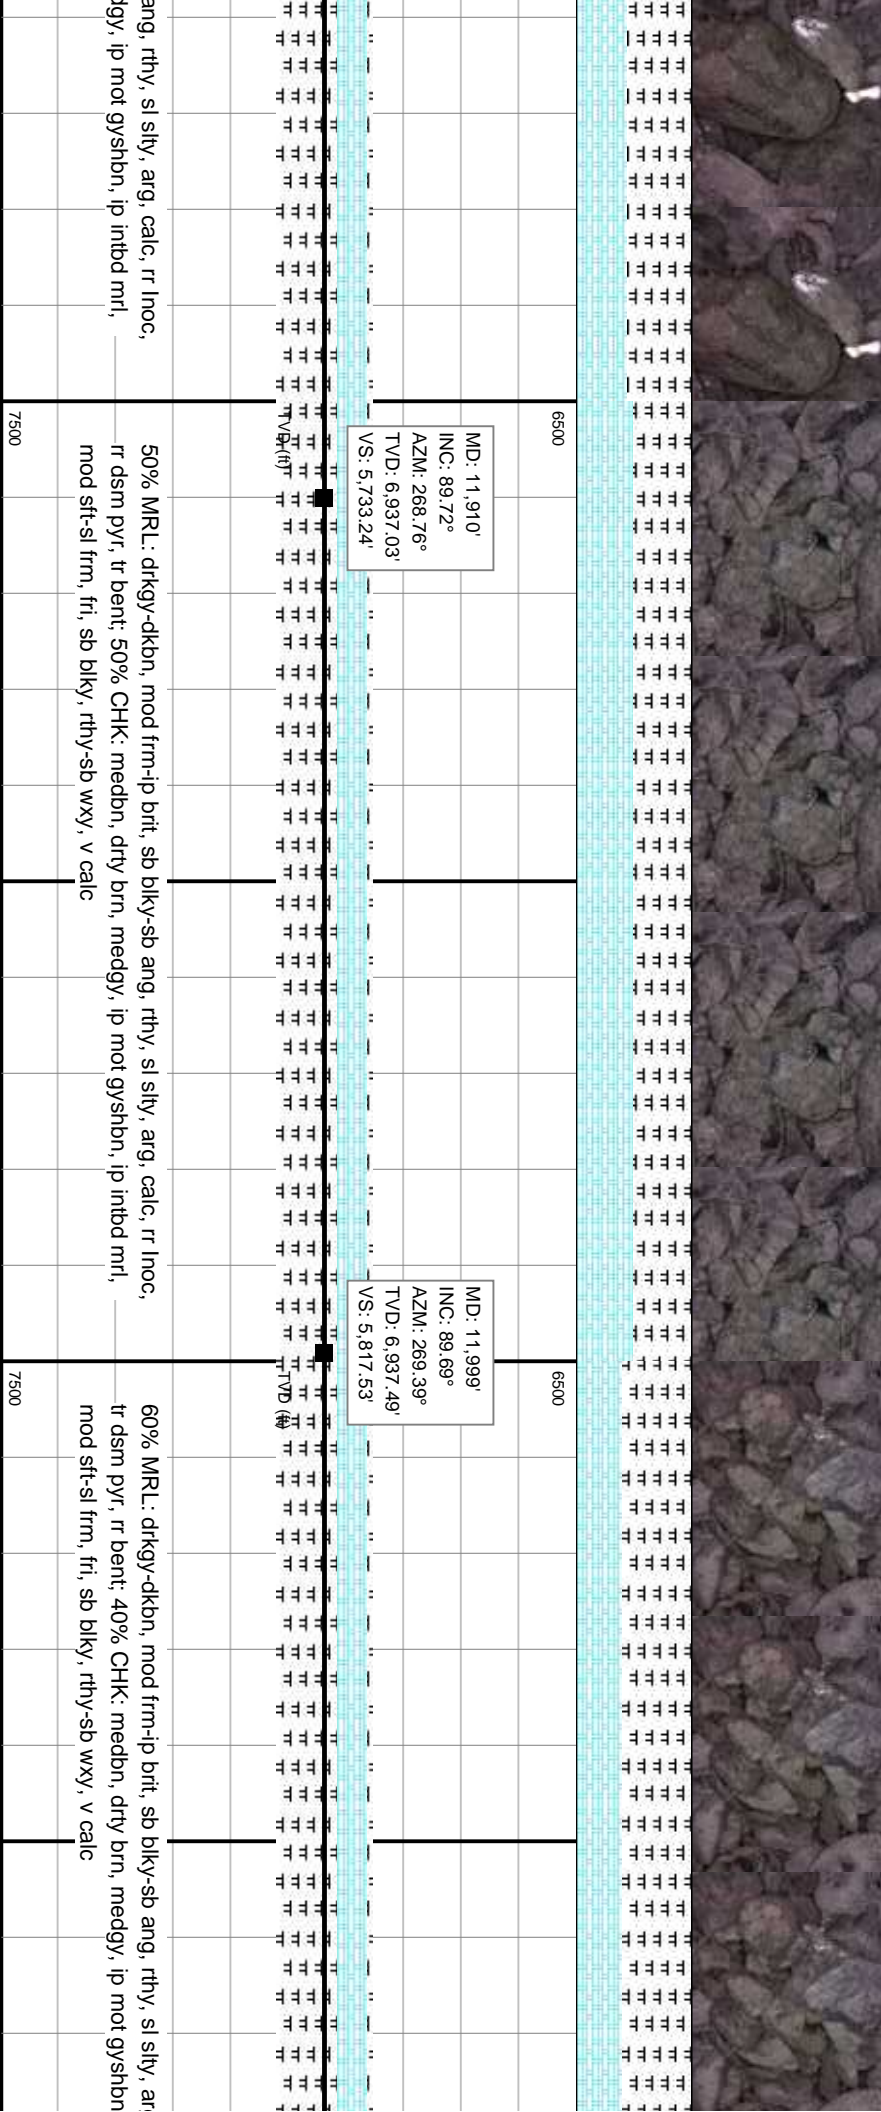 ang, rthy, sl slty, arg, calc, rr Inoc,
dgy, ip mot gyshbn, ip intbd mrl,
6500
MD: 11,910'
INC: 89.72°
AZM: 268.76°
TVD: 6,937.03'
VS: 5,733.24'
TVD (ft)
7500
50% MRL: drkgy-dkbn, mod frm-ip brit, sb blky-sb ang, rthy, sl slty, arg, calc, rr Inoc,
rr dsm pyr, tr bent; 50% CHK: medbn, drty brn, medgy, ip mot gyshbn, ip intbd mrl,
mod sft-sl frm, fri, sb blky, rthy-sb wxy, v calc
6500
MD: 11,999'
INC: 89.69°
AZM: 269.39°
TVD: 6,937.49'
VS: 5,817.53'
TVD (ft)
7500
60% MRL: drkgy-dkbn, mod frm-ip brit, sb blky-sb ang, rthy, sl slty, arg
tr dsm pyr, rr bent; 40% CHK: medbn, drty brn, medgy, ip mot gyshbn
mod sft-sl frm, fri, sb blky, rthy-sb wxy, v calc